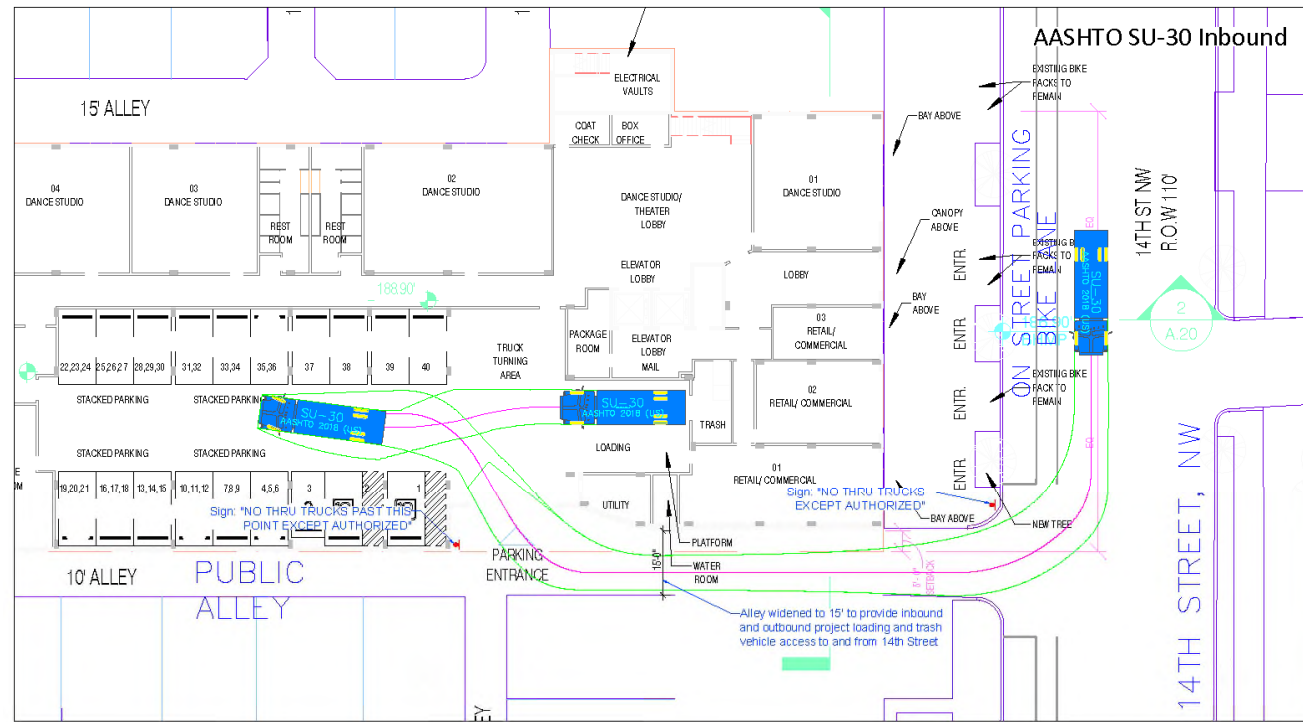 AASHTO SU-30 Inbound
ELECTRICAL
VAULTS
EXISTING BIKE
RACKS TO
REMAIN
15' ALLEY
COAT
CHECK
BOX
OFFICE
BAY ABOVE
ON STREET PARKING
BIKE LANE
14TH ST NW
R.O.W 110'
04
DANCE STUDIO
03
DANCE STUDIO
02
DANCE STUDIO
01
DANCE STUDIO
DANCE STUDIO/
THEATER
LOBBY
REST
ROOM
REST
ROOM
CANOPY
ABOVE
EQ
EXISTING BIKE
RACKS TO
REMAIN
ENTR.
ELEVATOR
LOBBY
LOBBY
188.90'
SU-30
AASHTO 2018 (US)
BAY
ABOVE
2
A.20
PACKAGE
ROOM
ELEVATOR
LOBBY
MAIL
03
RETAIL/
COMMERCIAL
ENTR.
TRUCK
TURNING
AREA
22,23,24
25,26,27
28,29,30
31,32
33,34
35,36
37
38
39
40
EXISTING BIKE
PACK TO
REMAIN
02
RETAIL/ COMMERCIAL
STACKED PARKING
STACKED PARKING
SU-30
AASHTO 2018 (US)
SU-30
AASHTO 2018 (US)
ENTR.
TRASH
LOADING
EQ
STACKED PARKING
STACKED PARKING
ENTR.
01
RETAIL/ COMMERCIAL
19,20,21
16,17,18
13,14,15
10,11,12
7,8,9
4,5,6
3
2
1
UTILITY
Sign: "NO THRU TRUCKS
EXCEPT AUTHORIZED"
Sign: "NO THRU TRUCKS PAST THIS
POINT EXCEPT AUTHORIZED"
BAY ABOVE
NEW TREE
PLATFORM
PARKING
ENTRANCE
15'-0"
WATER
ROOM
SETBACK
10' ALLEY
PUBLIC
ALLEY
Alley widened to 15' to provide inbound
and outbound project loading and trash
vehicle access to and from 14th Street
14TH STREET, NW